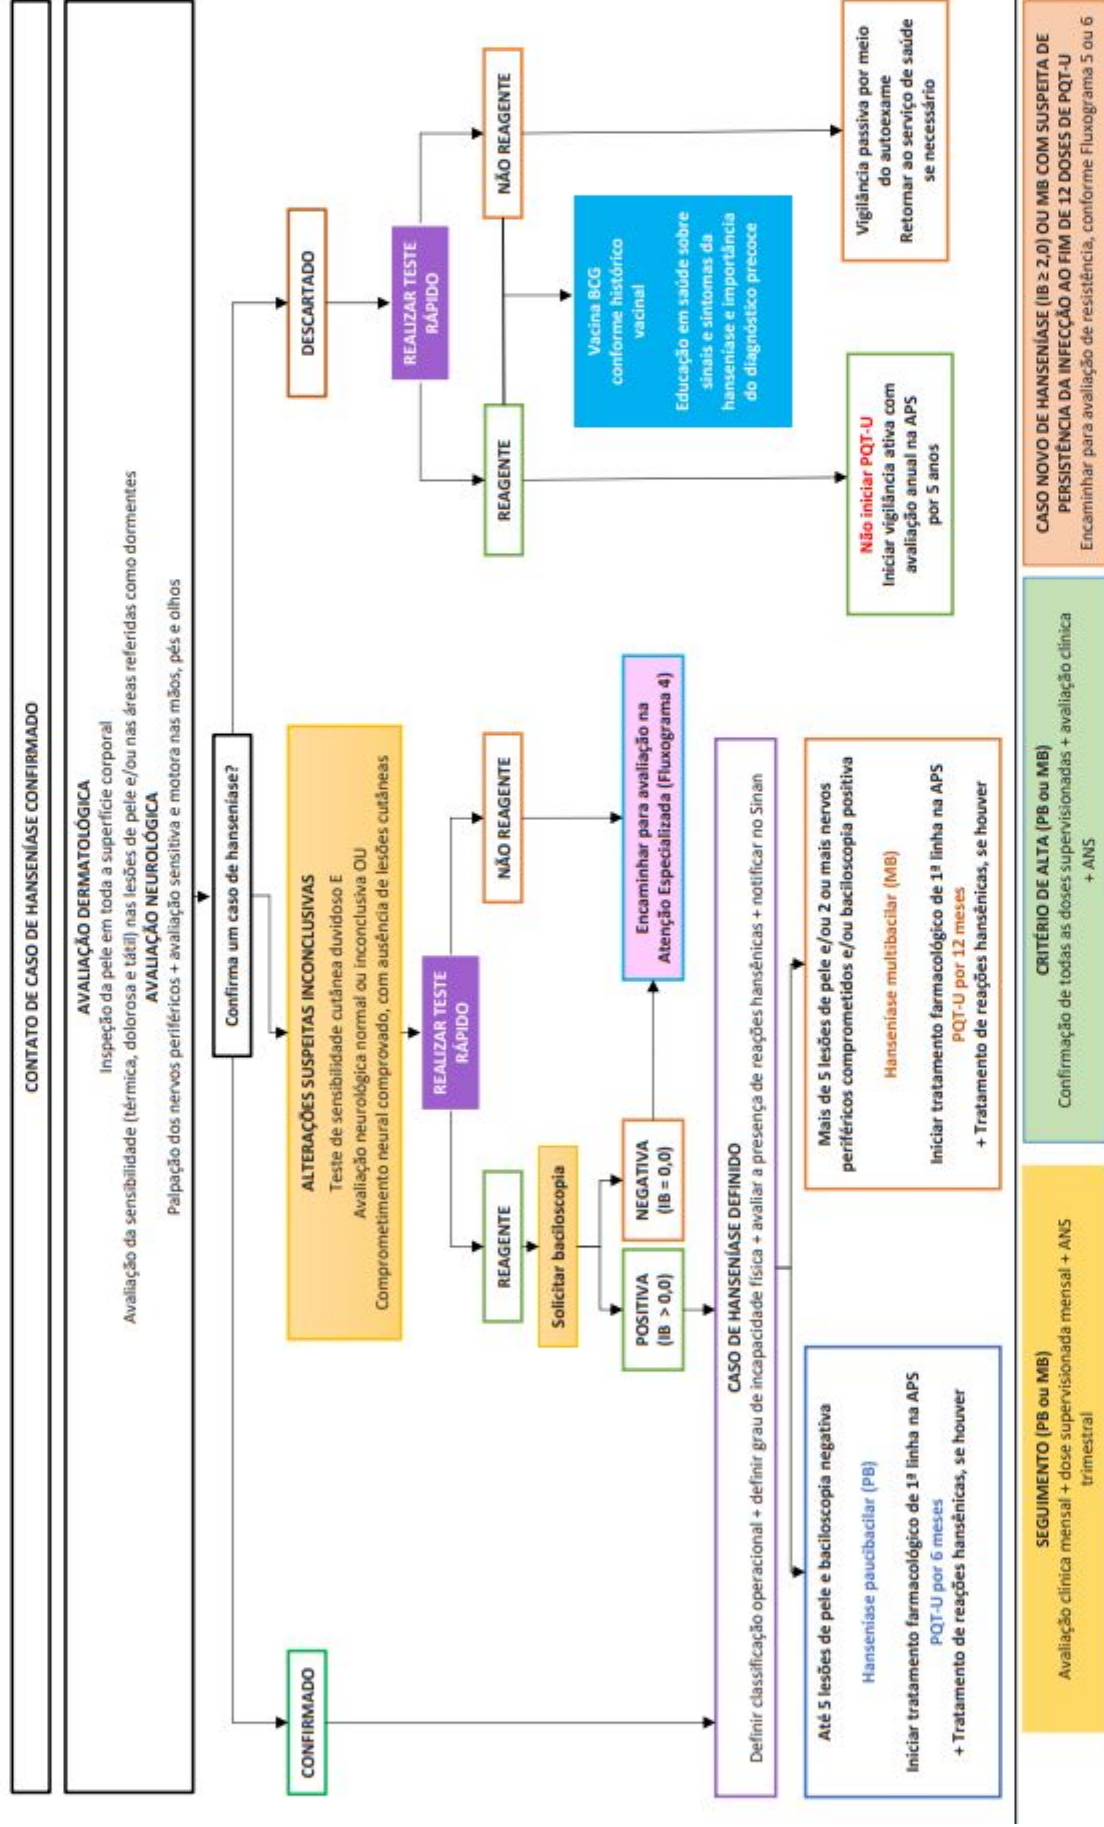 CONTATO DE CASO DE HANSENÍASE CONFIRMADO
AVALIAÇÃO DERMATOLÓGICA
Inspeção da pele em toda a superfície corporal
Avaliação da sensibilidade (térmica, dolorosa e tátil) nas lesões de pele e/ou nas áreas referidas como dormentes
AVALIAÇÃO NEUROLÓGICA
Palpação dos nervos periféricos + avaliação sensitiva e motora nas mãos, pés e olhos
Confirma um caso de hanseníase?
CONFIRMADO
ALTERAÇÕES SUSPEITAS INCONCLUSIVAS
Teste de sensibilidade cutânea duvidoso E
Avaliação neurológica normal ou inconclusiva OU
Comprometimento neural comprovado, com ausência de lesões cutâneas
DESCARTADO
REALIZAR TESTE
RÁPIDO
REAGENTE
NÃO REAGENTE
Solicitar baciloscopia
POSITIVA
(IB > 0,0)
NEGATIVA
(IB = 0,0)
Encaminhar para avaliação na
Atenção Especializada (Fluxograma 4)
REALIZAR TESTE
RÁPIDO
REAGENTE
NÃO REAGENTE
Vacina BCG
conforme histórico
vacinal
Educação em saúde sobre
sinais e sintomas da
hanseníase e importância
do diagnóstico precoce
Não iniciar PQT-U
Iniciar vigilância ativa com
avaliação anual na APS
por 5 anos
Vigilância passiva por meio
do autoexame
Retornar ao serviço de saúde
se necessário
CASO DE HANSENÍASE DEFINIDO
Definir classificação operacional + definir grau de incapacidade física + avaliar a presença de reações hansênicas + notificar no Sinan
Até 5 lesões de pele e baciloscopia negativa
Hanseníase paucibacilar (PB)
Iniciar tratamento farmacológico de 1ª linha na APS
PQT-U por 6 meses
+ Tratamento de reações hansênicas, se houver
Mais de 5 lesões de pele e/ou 2 ou mais nervos
periféricos comprometidos e/ou baciloscopia positiva
Hanseníase multibacilar (MB)
Iniciar tratamento farmacológico de 1ª linha na APS
PQT-U por 12 meses
+ Tratamento de reações hansênicas, se houver
SEGUIMENTO (PB ou MB)
Avaliação clínica mensal + dose supervisionada mensal + ANS
trimestral
CRITÉRIO DE ALTA (PB ou MB)
Confirmação de todas as doses supervisionadas + avaliação clínica
+ ANS
CASO NOVO DE HANSENÍASE (IB ≥ 2,0) OU MB COM SUSPEITA DE
PERSISTÊNCIA DA INFECÇÃO AO FIM DE 12 DOSES DE PQT-U
Encaminhar para avaliação de resistência, conforme Fluxograma 5 ou 6